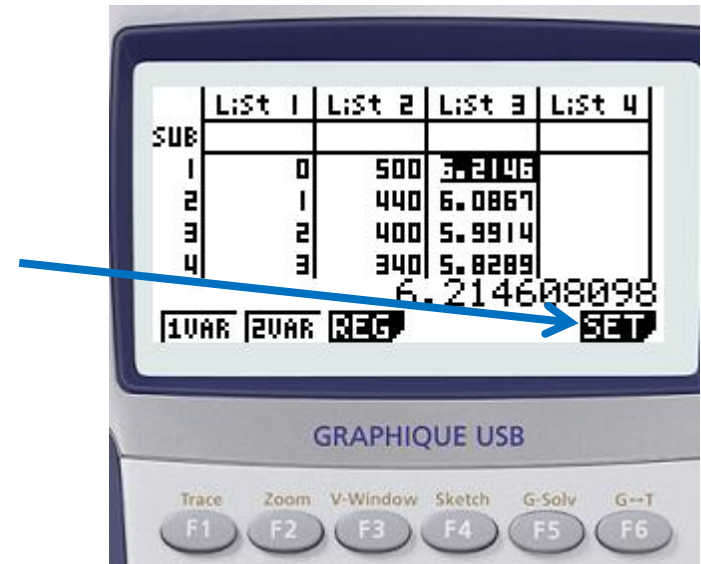 List 1 List 2 List 3 List 4
SUB
1 0 500 6.2146
2 1 440 6.0867
3 2 400 5.9914
4 3 340 5.8289
6.214608098
1VAR 2VAR REG SET
GRAPHIQUE USB
Trace Zoom V-Window Sketch G-Solv G↔T
F1 F2 F3 F4 F5 F6